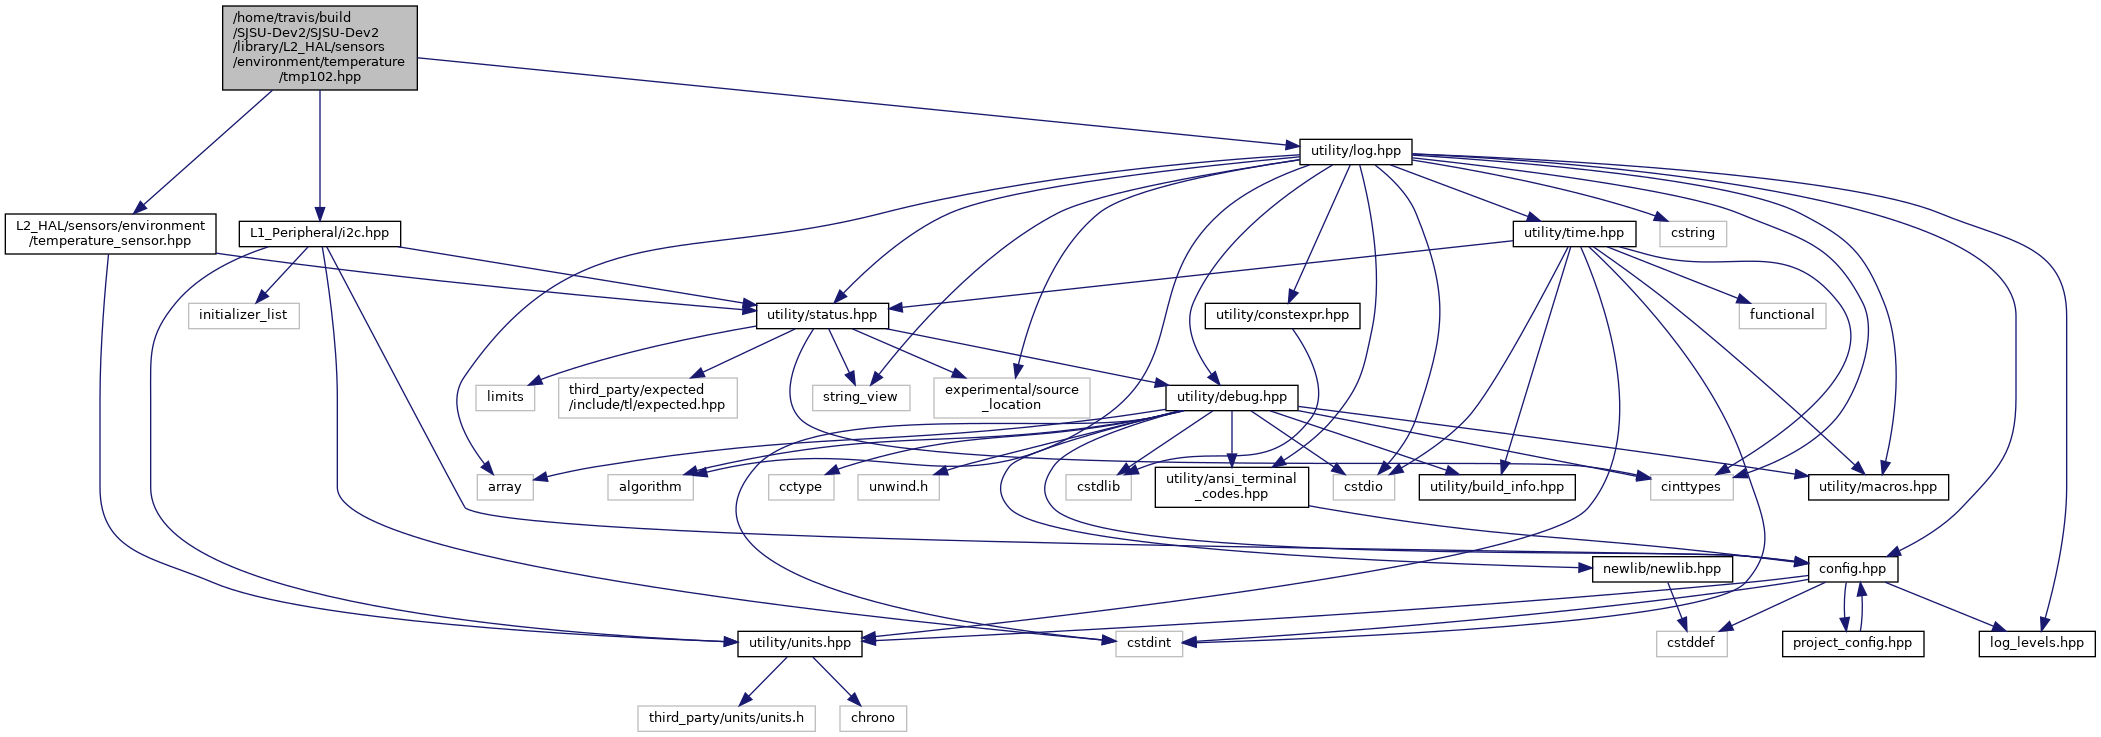 /home/travis/build
/SJSU-Dev2/SJSU-Dev2
/library/L2_HAL/sensors
/environment/temperature
/tmp102.hpp
utility/log.hpp
L2_HAL/sensors/environment
/temperature_sensor.hpp
L1_Peripheral/i2c.hpp
utility/time.hpp
cstring
initializer_list
utility/status.hpp
utility/constexpr.hpp
functional
limits
third_party/expected
/include/tl/expected.hpp
string_view
experimental/source
_location
utility/debug.hpp
array
algorithm
cctype
unwind.h
cstdlib
utility/ansi_terminal
_codes.hpp
cstdio
utility/build_info.hpp
cinttypes
utility/macros.hpp
newlib/newlib.hpp
config.hpp
utility/units.hpp
cstdint
cstddef
project_config.hpp
log_levels.hpp
third_party/units/units.h
chrono